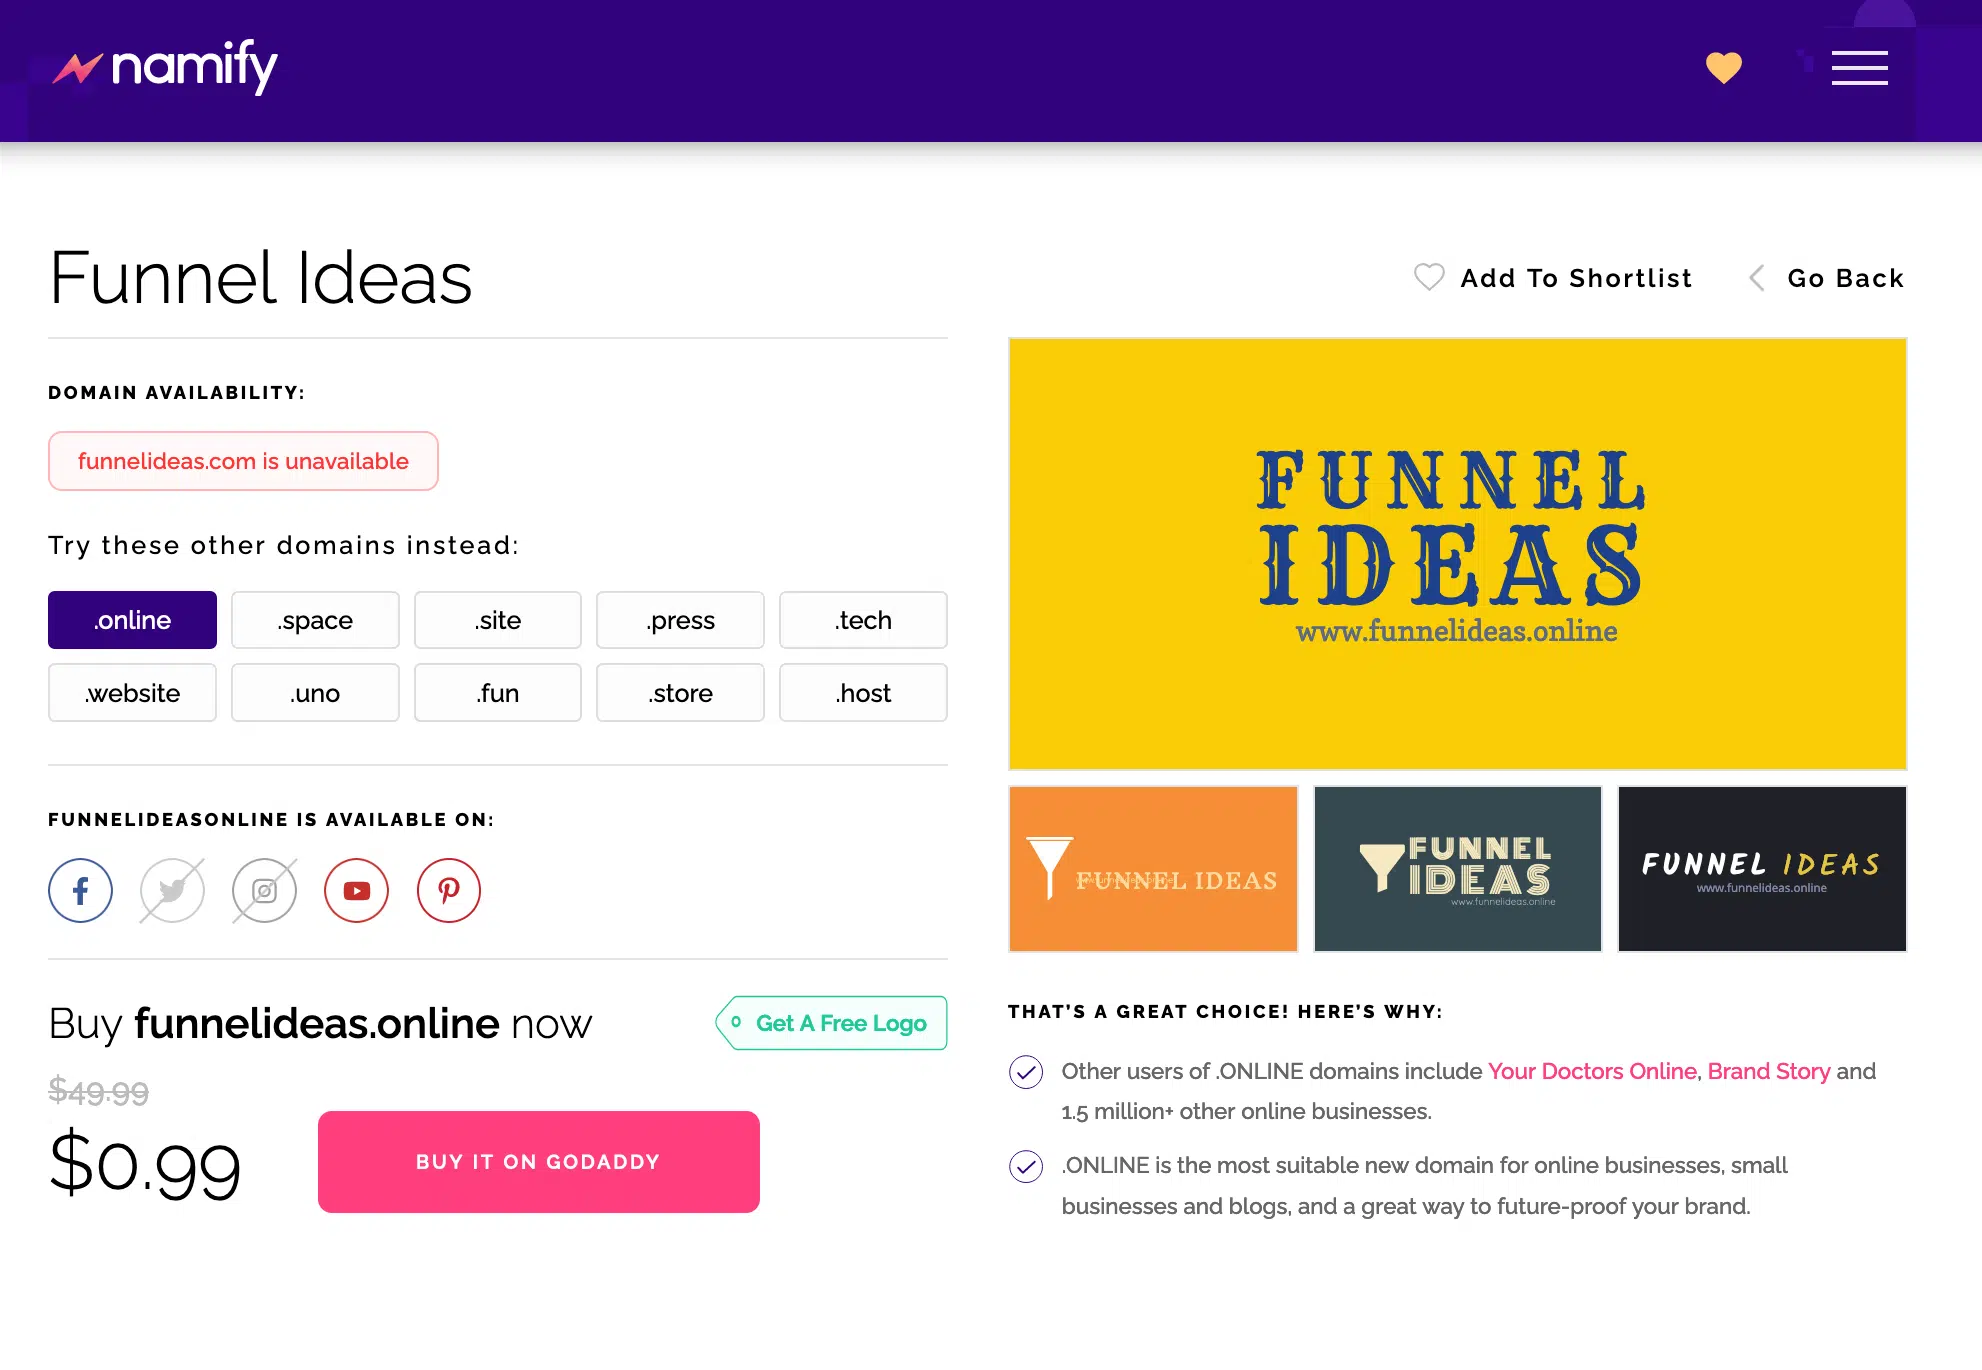 namify
Funnel Ideas
Add To Shortlist
Go Back
DOMAIN AVAILABILITY:
funnelideas.com is unavailable
Try these other domains instead:
.online
.space
.site
.press
.tech
.website
.uno
.fun
.store
.host
FUNNELIDEASONLINE IS AVAILABLE ON:
Buy funnelideas.online now
Get A Free Logo
$49.99
$0.99
BUY IT ON GODADDY
FUNNEL
IDEAS
www.funnelideas.online
FUNNEL IDEAS
www.funnelideas.online
FUNNEL
IDEAS
www.funnelideas.online
FUNNEL IDEAS
www.funnelideas.online
THAT'S A GREAT CHOICE! HERE'S WHY:
Other users of .ONLINE domains include Your Doctors Online, Brand Story and
1.5 million+ other online businesses.
.ONLINE is the most suitable new domain for online businesses, small
businesses and blogs, and a great way to future-proof your brand.